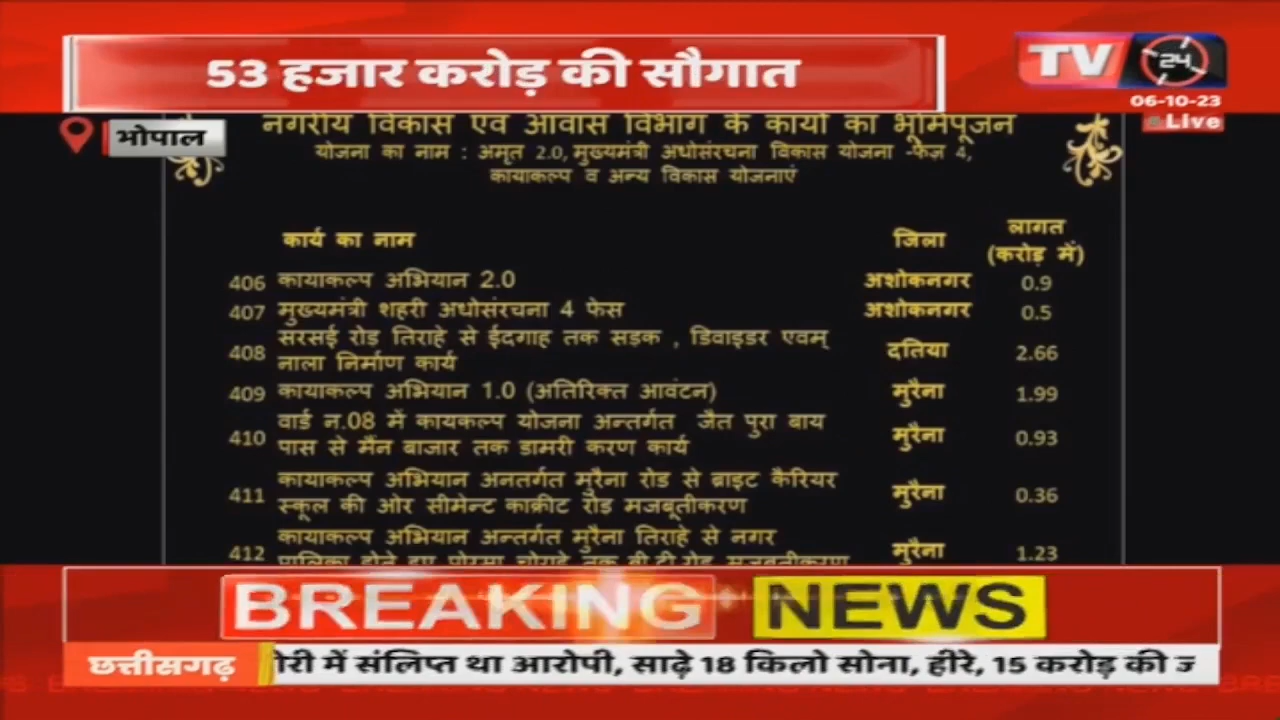 53 हजार करोड़ की सौगात
TV 24
06-10-23
Live
भोपाल
नगरीय विकास एवं आवास विभाग के कार्यों का भूमिपूजन
योजना का नाम : अमृत 2.0, मुख्यमंत्री अधोसंरचना विकास योजना -फेज़ 4,
कायाकल्प व अन्य विकास योजनाएं
कार्य का नाम जिला लागत
(करोड़ में)
406 कायाकल्प अभियान 2.0 अशोकनगर 0.9
407 मुख्यमंत्री शहरी अधोसंरचना 4 फेस अशोकनगर 0.5
सरसई रोड़ तिराहे से ईदगाह तक सड़क , डिवाइडर एवम्
408 नाला निर्माण कार्य दतिया 2.66
409 कायाकल्प अभियान 1.0 (अतिरिक्त आवंटन) मुरैना 1.99
वार्ड न.08 में कायकल्प योजना अन्तर्गत जैत पुरा बाय
410 पास से मैंन बाजार तक डामरी करण कार्य मुरैना 0.93
कायाकल्प अभियान अनतर्गत मुरैना रोड से ब्राइट कैरियर
411 स्कूल की ओर सीमेन्ट काक्रीट रोड मजबूतीकरण मुरैना 0.36
कायाकल्प अभियान अन्तर्गत मुरैना तिराहे से नगर
412 पालिका होते हुए पोरसा चोराहे तक बी.टी.रोड मजबतीकरण मुरैना 1.23
BREAKING NEWS
छत्तीसगढ़
ोरी में संलिप्त था आरोपी, साढ़े 18 किलो सोना, हीरे, 15 करोड़ की ज